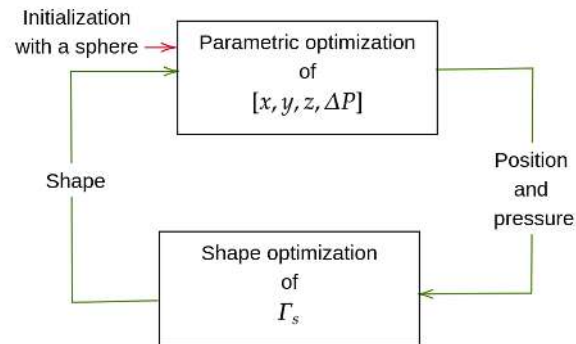 Initialization
with a sphere
Parametric optimization
of
[x, y, z, ΔP]
Shape
Position
and
pressure
Shape optimization
of
Γₛ